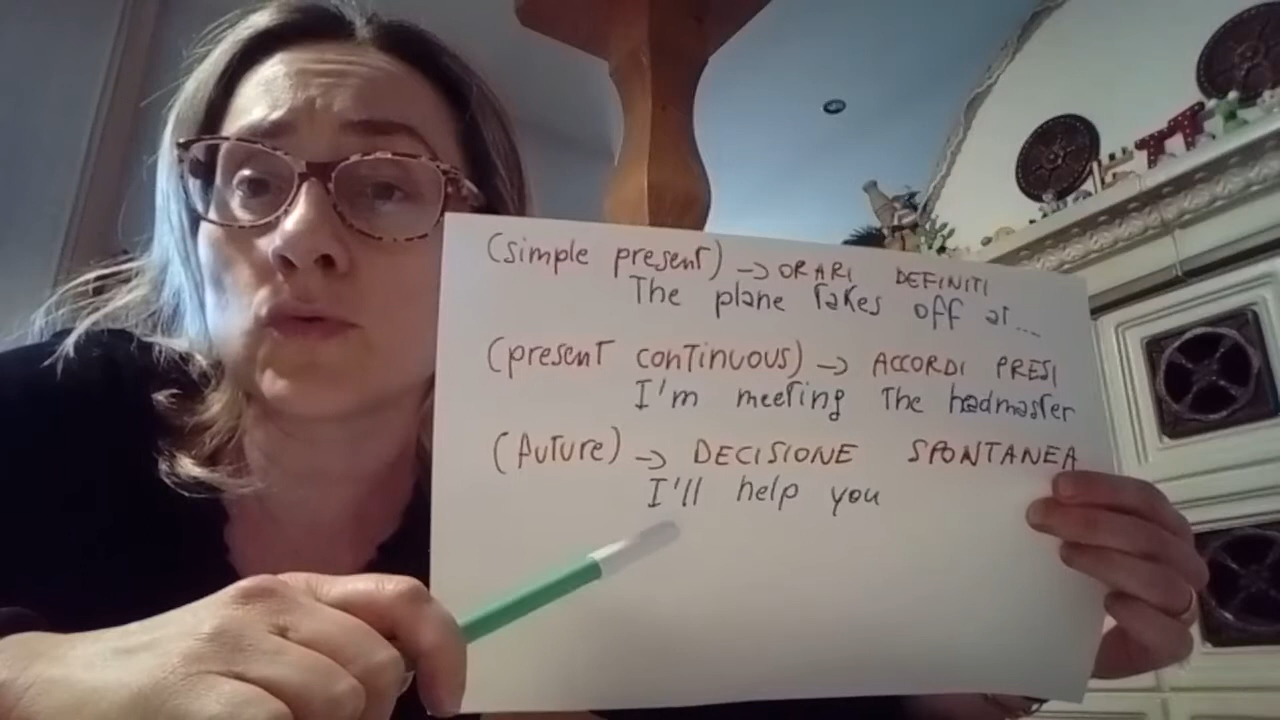 (simple present) → ORARI DEFINITI
The plane takes off at...
(present continuous) → ACCORDI PRESI
I'm meeting the hedmaster
(future) → DECISIONE SPONTANEA
I'll help you